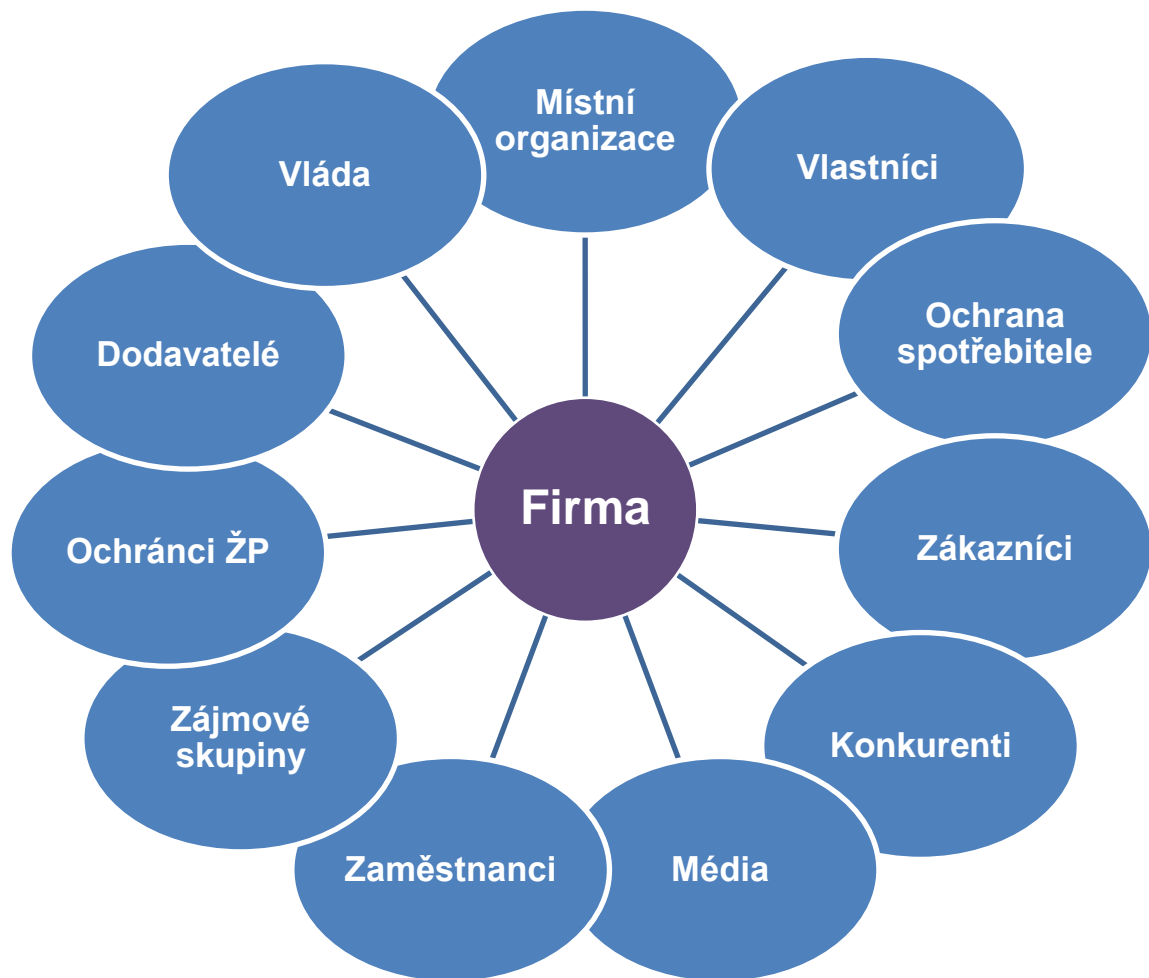 Místní
organizace
Vlastníci
Vláda
Ochrana
spotřebitele
Dodavatelé
Firma
Ochránci ŽP
Zákazníci
Zájmové
skupiny
Konkurenti
Zaměstnanci
Média